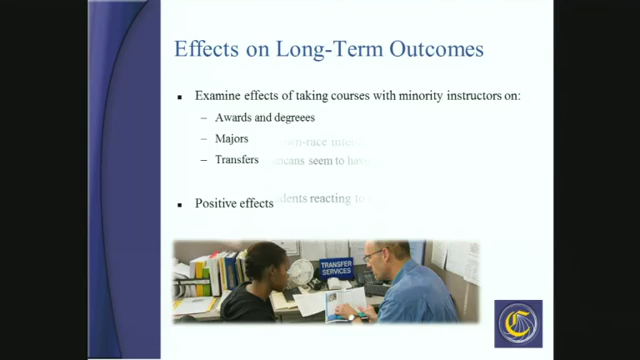 Effects on Long-Term Outcomes
▪ Examine effects of taking courses with minority instructors on:
– Awards and degreees
– Majors
– Transfers
▪ Positive effects
TRANSFER
SERVICES
C